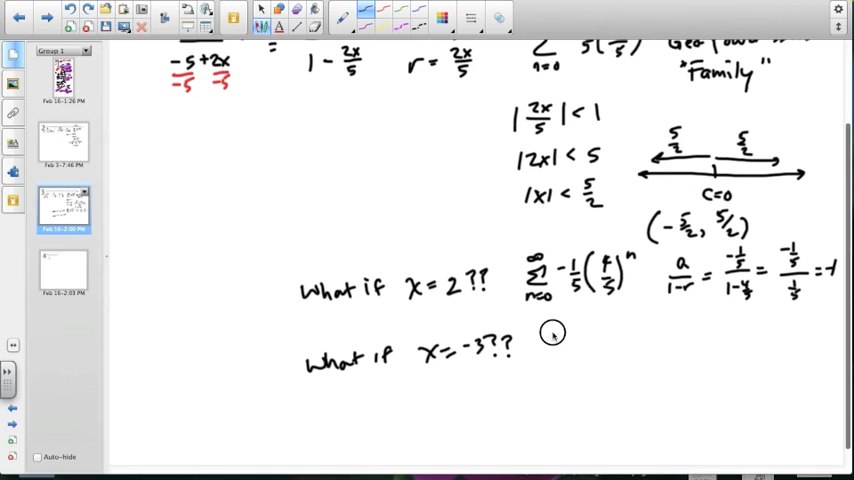 Group 1
Feb 16-1:26 PM
Feb 3-7:46 PM
Feb 16-2:00 PM
Feb 16-2:03 PM
Auto-hide
-5+2x
-5 -5
=
1 - 2x/5
r = 2x/5
∑ n=0
"Family"
|2x/5| < 1
|2x| < 5
|x| < 5/2
5/2 5/2
C=0
(-5/2, 5/2)
What if x = 2?? ∞∑n=0 -1/5(4/5)^n a/1-r = -1/5/1-4/5 = -1/5/1/5 = -1
What if x = -3??